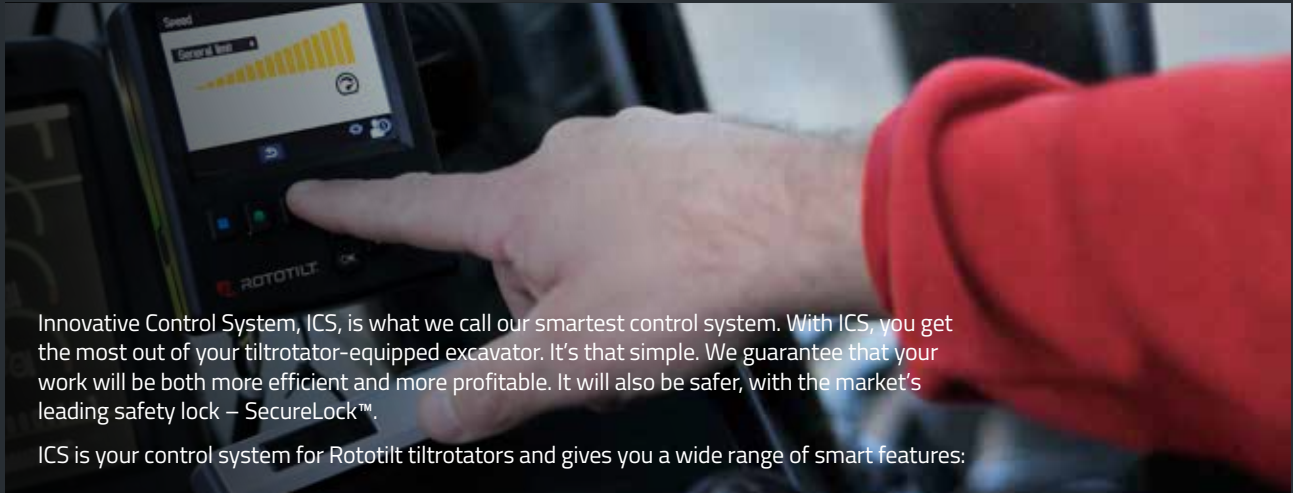 Speed
General limit
ROTOTILT
OK
Innovative Control System, ICS, is what we call our smartest control system. With ICS, you get
the most out of your tiltrotator-equipped excavator. It’s that simple. We guarantee that your
work will be both more efficient and more profitable. It will also be safer, with the market’s
leading safety lock – SecureLock™.
ICS is your control system for Rototilt tiltrotators and gives you a wide range of smart features: